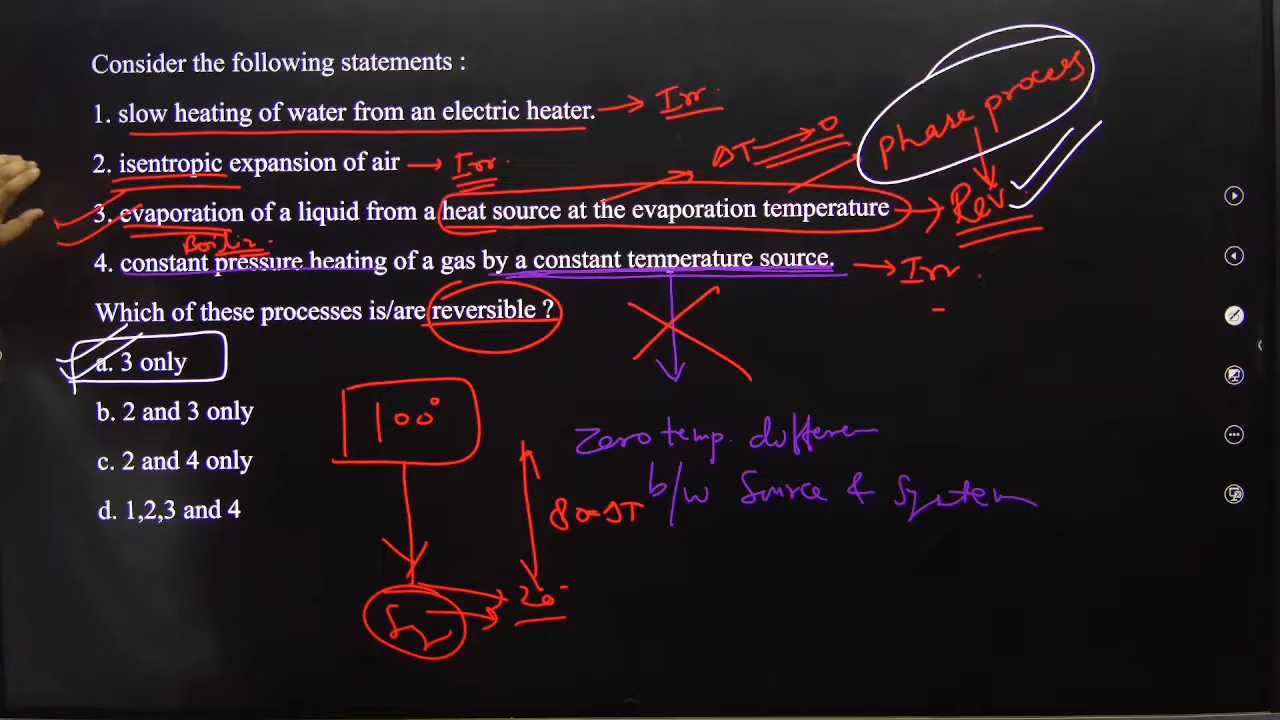 Consider the following statements :
1. slow heating of water from an electric heater. → Irr.
2. isentropic expansion of air → Irr.
ΔT → 0
phase process
3. evaporation of a liquid from a heat source at the evaporation temperature → Rev.
4. constant pressure heating of a gas by a constant temperature source. → Irr
Which of these processes is/are reversible ?
a. 3 only
b. 2 and 3 only
c. 2 and 4 only
d. 1,2,3 and 4
100°
Zero temp. differen
b/w Source & System
80 = ΔT
20°